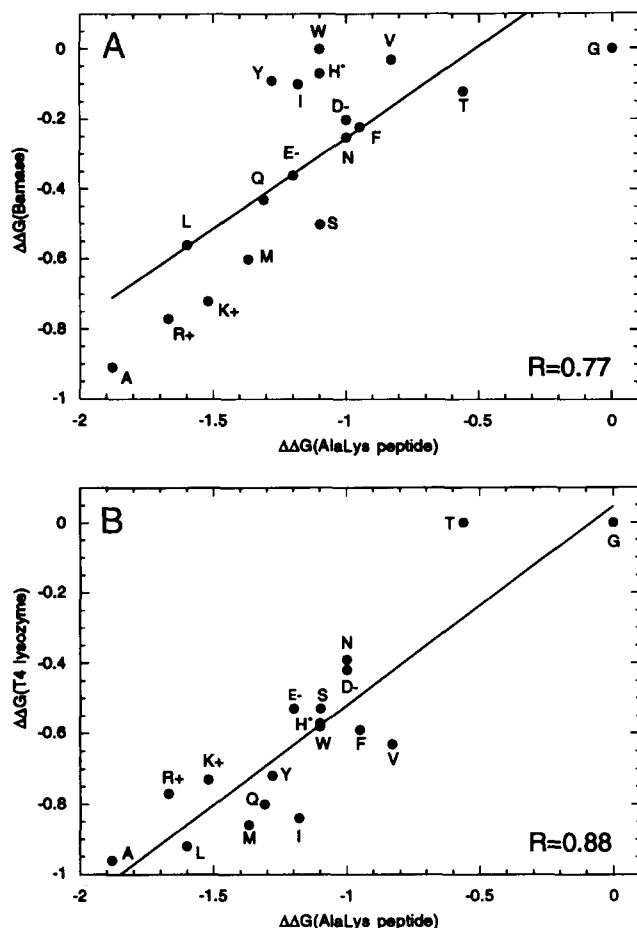 A
0
-0.2
-0.4
-0.6
-0.8
-1
ΔΔG(Barnase)
W
V
G
Y
H°
I
T
D-
F
E-
N
Q
S
L
M
K+
R+
A
R=0.77
-2
-1.5
-1
-0.5
0
ΔΔG(AlaLys peptide)
B
0
-0.2
-0.4
-0.6
-0.8
-1
ΔΔG(T4 lysozyme)
T
G
N
D-
E-
S
H°
W
F
V
K+
R+
Y
Q
A
L
M
I
R=0.88
-2
-1.5
-1
-0.5
0
ΔΔG(AlaLys peptide)